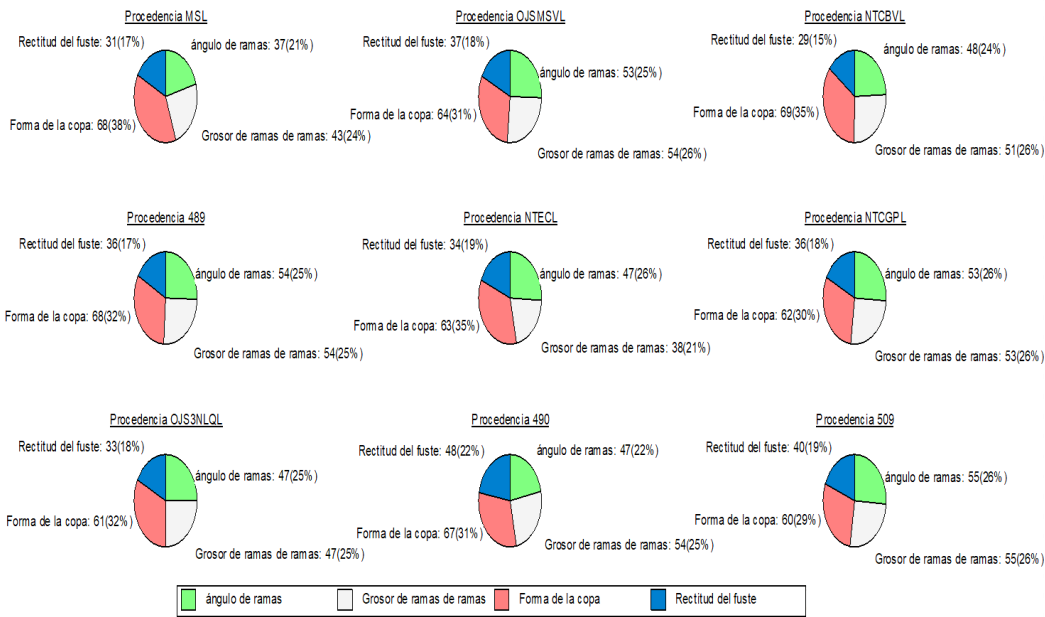 Procedencia MSL
Rectitud del fuste: 31(17%)
ángulo de ramas: 37(21%)
Forma de la copa: 68(38%)
Grosor de ramas de ramas: 43(24%)
Procedencia OJSMSVL
Rectitud del fuste: 37(18%)
ángulo de ramas: 53(25%)
Forma de la copa: 64(31%)
Grosor de ramas de ramas: 54(26%)
Procedencia NTCBVL
Rectitud del fuste: 29(15%)
ángulo de ramas: 48(24%)
Forma de la copa: 69(35%)
Grosor de ramas de ramas: 51(26%)
Procedencia 489
Rectitud del fuste: 36(17%)
ángulo de ramas: 54(25%)
Forma de la copa: 68(32%)
Grosor de ramas de ramas: 54(25%)
Procedencia NTECL
Rectitud del fuste: 34(19%)
ángulo de ramas: 47(26%)
Forma de la copa: 63(35%)
Grosor de ramas de ramas: 38(21%)
Procedencia NTCGPL
Rectitud del fuste: 36(18%)
ángulo de ramas: 53(26%)
Forma de la copa: 62(30%)
Grosor de ramas de ramas: 53(26%)
Procedencia OJS3NLQL
Rectitud del fuste: 33(18%)
ángulo de ramas: 47(25%)
Forma de la copa: 61(32%)
Grosor de ramas de ramas: 47(25%)
Procedencia 490
Rectitud del fuste: 48(22%)
ángulo de ramas: 47(22%)
Forma de la copa: 67(31%)
Grosor de ramas de ramas: 54(25%)
Procedencia 509
Rectitud del fuste: 40(19%)
ángulo de ramas: 55(26%)
Forma de la copa: 60(29%)
Grosor de ramas de ramas: 55(26%)
ángulo de ramas
Grosor de ramas de ramas
Forma de la copa
Rectitud del fuste